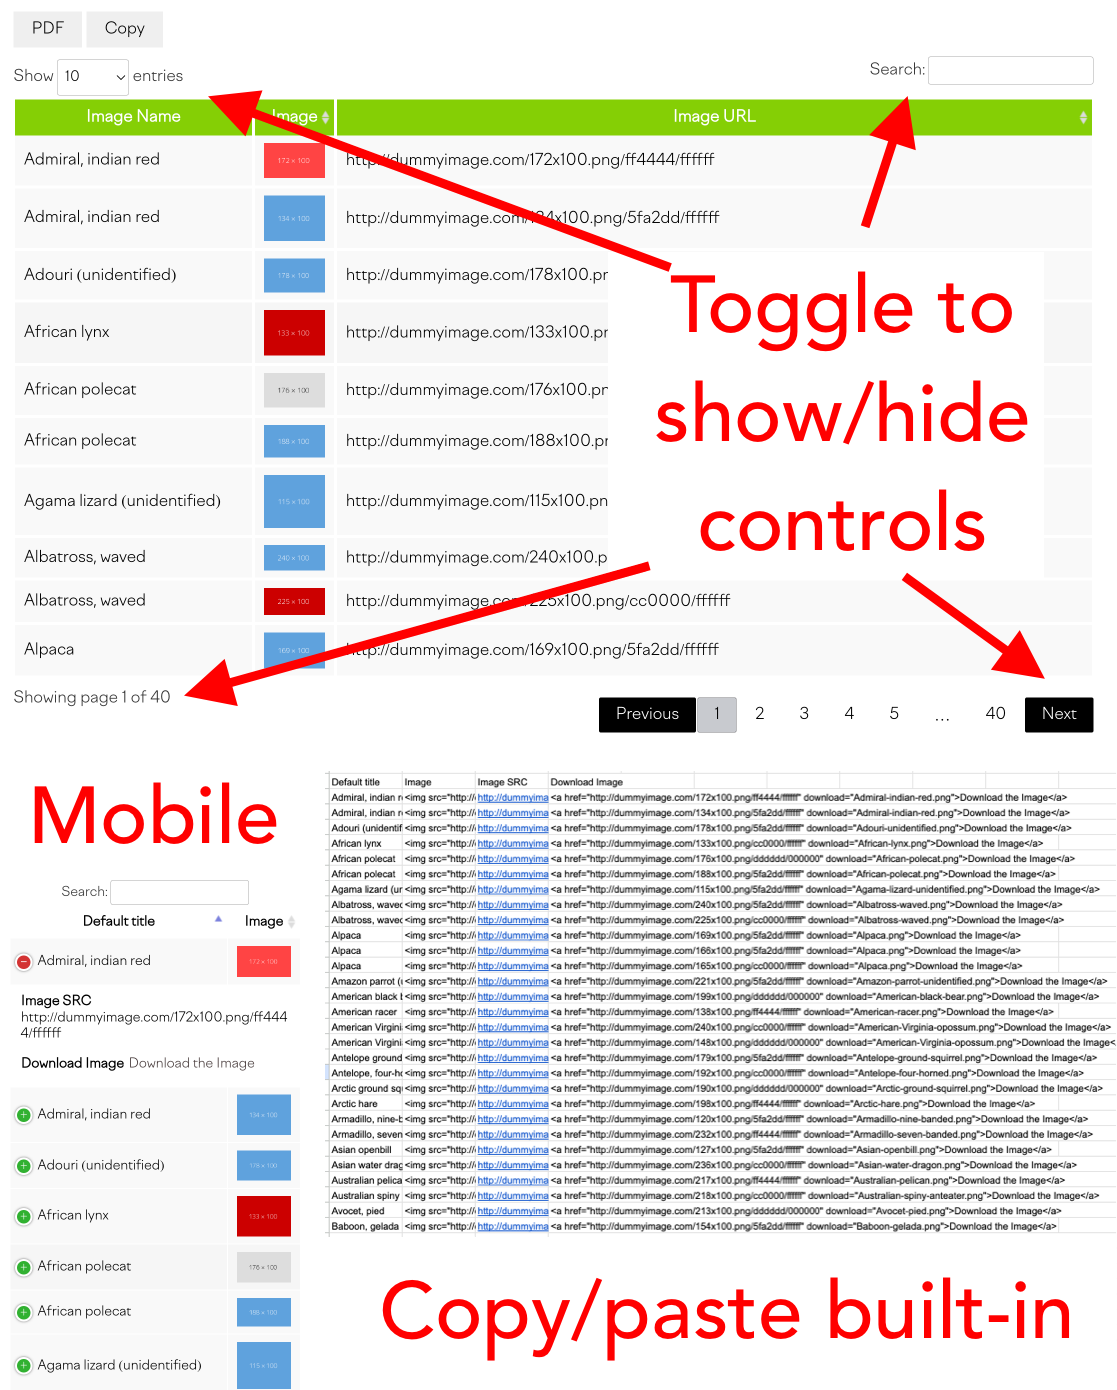 PDF Copy
Show 10 entries Search:
Image Name Image Image URL
Admiral, indian red 172 × 100 http://dummyimage.com/172x100.png/ff4444/ffffff
Admiral, indian red 134 × 100 http://dummyimage.com/134x100.png/5fa2dd/ffffff
Adouri (unidentified) 178 × 100 http://dummyimage.com/178x100.pr
African lynx 133 × 100 http://dummyimage.com/133x100.pr
African polecat 176 × 100 http://dummyimage.com/176x100.pr
African polecat 188 × 100 http://dummyimage.com/188x100.pr
Agama lizard (unidentified) 115 × 100 http://dummyimage.com/115x100.pn
Albatross, waved 240 × 100 http://dummyimage.com/240x100.p
Albatross, waved 225 × 100 http://dummyimage.com/225x100.png/cc0000/ffffff
Alpaca 169 × 100 http://dummyimage.com/169x100.png/5fa2dd/ffffff
Toggle to
show/hide
controls
Showing page 1 of 40
Previous 1 2 3 4 5 ... 40 Next
Mobile
Search:
Default title Image
Admiral, indian red 172 × 100
Image SRC
http://dummyimage.com/172x100.png/ff444
4/ffffff
Download Image Download the Image
Admiral, indian red 134 × 100
Adouri (unidentified) 178 × 100
African lynx 133 × 100
African polecat 176 × 100
African polecat 188 × 100
Agama lizard (unidentified) 115 × 100
Default title Image Image SRC Download Image
Admiral, indian r <img src="http:// http://dummyima <a href="http://dummyimage.com/172x100.png/ff4444/ffffff" download="Admiral-indian-red.png">Download the Image</a>
Admiral, indian r <img src="http:// http://dummyima <a href="http://dummyimage.com/134x100.png/5fa2dd/ffffff" download="Admiral-indian-red.png">Download the Image</a>
Adouri (unidentif <img src="http:// http://dummyima <a href="http://dummyimage.com/178x100.png/5fa2dd/ffffff" download="Adouri-unidentified.png">Download the Image</a>
African lynx <img src="http:// http://dummyima <a href="http://dummyimage.com/133x100.png/cc0000/ffffff" download="African-lynx.png">Download the Image</a>
African polecat <img src="http:// http://dummyima <a href="http://dummyimage.com/176x100.png/dddddd/000000" download="African-polecat.png">Download the Image</a>
African polecat <img src="http:// http://dummyima <a href="http://dummyimage.com/188x100.png/5fa2dd/ffffff" download="African-polecat.png">Download the Image</a>
Agama lizard (ur <img src="http:// http://dummyima <a href="http://dummyimage.com/115x100.png/5fa2dd/ffffff" download="Agama-lizard-unidentified.png">Download the Image</a>
Albatross, waved <img src="http:// http://dummyima <a href="http://dummyimage.com/240x100.png/5fa2dd/ffffff" download="Albatross-waved.png">Download the Image</a>
Albatross, waved <img src="http:// http://dummyima <a href="http://dummyimage.com/225x100.png/cc0000/ffffff" download="Albatross-waved.png">Download the Image</a>
Alpaca <img src="http:// http://dummyima <a href="http://dummyimage.com/169x100.png/5fa2dd/ffffff" download="Alpaca.png">Download the Image</a>
Alpaca <img src="http:// http://dummyima <a href="http://dummyimage.com/166x100.png/5fa2dd/ffffff" download="Alpaca.png">Download the Image</a>
Alpaca <img src="http:// http://dummyima <a href="http://dummyimage.com/165x100.png/cc0000/ffffff" download="Alpaca.png">Download the Image</a>
Amazon parrot (u <img src="http:// http://dummyima <a href="http://dummyimage.com/221x100.png/5fa2dd/ffffff" download="Amazon-parrot-unidentified.png">Download the Image</a>
American black b <img src="http:// http://dummyima <a href="http://dummyimage.com/199x100.png/dddddd/000000" download="American-black-bear.png">Download the Image</a>
American racer <img src="http:// http://dummyima <a href="http://dummyimage.com/138x100.png/ff4444/ffffff" download="American-racer.png">Download the Image</a>
American Virgini <img src="http:// http://dummyima <a href="http://dummyimage.com/240x100.png/cc0000/ffffff" download="American-Virginia-opossum.png">Download the Image</a>
American Virgini <img src="http:// http://dummyima <a href="http://dummyimage.com/148x100.png/dddddd/000000" download="American-Virginia-opossum.png">Download the Image<
Antelope ground <img src="http:// http://dummyima <a href="http://dummyimage.com/179x100.png/5fa2dd/ffffff" download="Antelope-ground-squirrel.png">Download the Image</a>
Antelope, four-ho <img src="http:// http://dummyima <a href="http://dummyimage.com/192x100.png/cc0000/ffffff" download="Antelope-four-horned.png">Download the Image</a>
Arctic ground sq <img src="http:// http://dummyima <a href="http://dummyimage.com/190x100.png/dddddd/000000" download="Arctic-ground-squirrel.png">Download the Image</a>
Arctic hare <img src="http:// http://dummyima <a href="http://dummyimage.com/198x100.png/ff4444/ffffff" download="Arctic-hare.png">Download the Image</a>
Armadillo, nine-b <img src="http:// http://dummyima <a href="http://dummyimage.com/120x100.png/5fa2dd/ffffff" download="Armadillo-nine-banded.png">Download the Image</a>
Armadillo, seven <img src="http:// http://dummyima <a href="http://dummyimage.com/232x100.png/ff4444/ffffff" download="Armadillo-seven-banded.png">Download the Image</a>
Asian openbill <img src="http:// http://dummyima <a href="http://dummyimage.com/127x100.png/5fa2dd/ffffff" download="Asian-openbill.png">Download the Image</a>
Asian water drag <img src="http:// http://dummyima <a href="http://dummyimage.com/236x100.png/cc0000/ffffff" download="Asian-water-dragon.png">Download the Image</a>
Australian pelica <img src="http:// http://dummyima <a href="http://dummyimage.com/217x100.png/ff4444/ffffff" download="Australian-pelican.png">Download the Image</a>
Australian spiny <img src="http:// http://dummyima <a href="http://dummyimage.com/218x100.png/cc0000/ffffff" download="Australian-spiny-anteater.png">Download the Image</a>
Avocet, pied <img src="http:// http://dummyima <a href="http://dummyimage.com/213x100.png/dddddd/000000" download="Avocet-pied.png">Download the Image</a>
Baboon, gelada <img src="http:// http://dummyima <a href="http://dummyimage.com/154x100.png/5fa2dd/ffffff" download="Baboon-gelada.png">Download the Image</a>
Copy/paste built-in